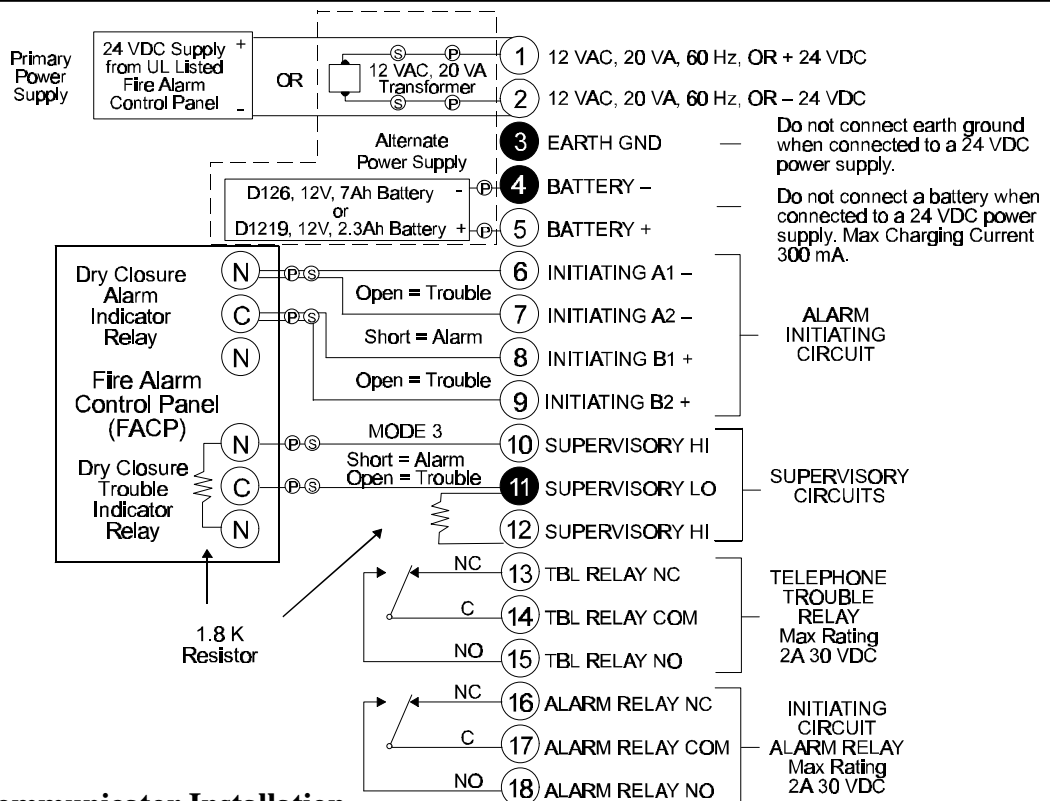 Primary
Power
Supply
24 VDC Supply +
from UL Listed
Fire Alarm
Control Panel -
OR
S P
12 VAC, 20 VA
Transformer
S P
1 12 VAC, 20 VA, 60 Hz, OR + 24 VDC
2 12 VAC, 20 VA, 60 Hz, OR – 24 VDC
3 EARTH GND —
Do not connect earth ground
when connected to a 24 VDC
power supply.
Alternate
Power Supply
D126, 12V, 7Ah Battery - P
or
D1219, 12V, 2.3Ah Battery + P
4 BATTERY –
5 BATTERY +
Do not connect a battery when
connected to a 24 VDC power
supply. Max Charging Current
300 mA.
Dry Closure
Alarm
Indicator
Relay
N P S
C P S
N
Open = Trouble
Short = Alarm
Open = Trouble
6 INITIATING A1 –
7 INITIATING A2 –
8 INITIATING B1 +
9 INITIATING B2 +
ALARM
INITIATING
CIRCUIT
Fire Alarm
Control Panel
(FACP)
Dry Closure
Trouble
Indicator
Relay
N P S
C P S
N
MODE 3
Short = Alarm
Open = Trouble
10 SUPERVISORY HI
11 SUPERVISORY LO
12 SUPERVISORY HI
SUPERVISORY
CIRCUITS
1.8 K
Resistor
NC 13 TBL RELAY NC
C 14 TBL RELAY COM
NO 15 TBL RELAY NO
TELEPHONE
TROUBLE
RELAY
Max Rating
2A 30 VDC
NC 16 ALARM RELAY NC
C 17 ALARM RELAY COM
NO 18 ALARM RELAY NO
INITIATING
CIRCUIT
ALARM RELAY
Max Rating
2A 30 VDC
Installation